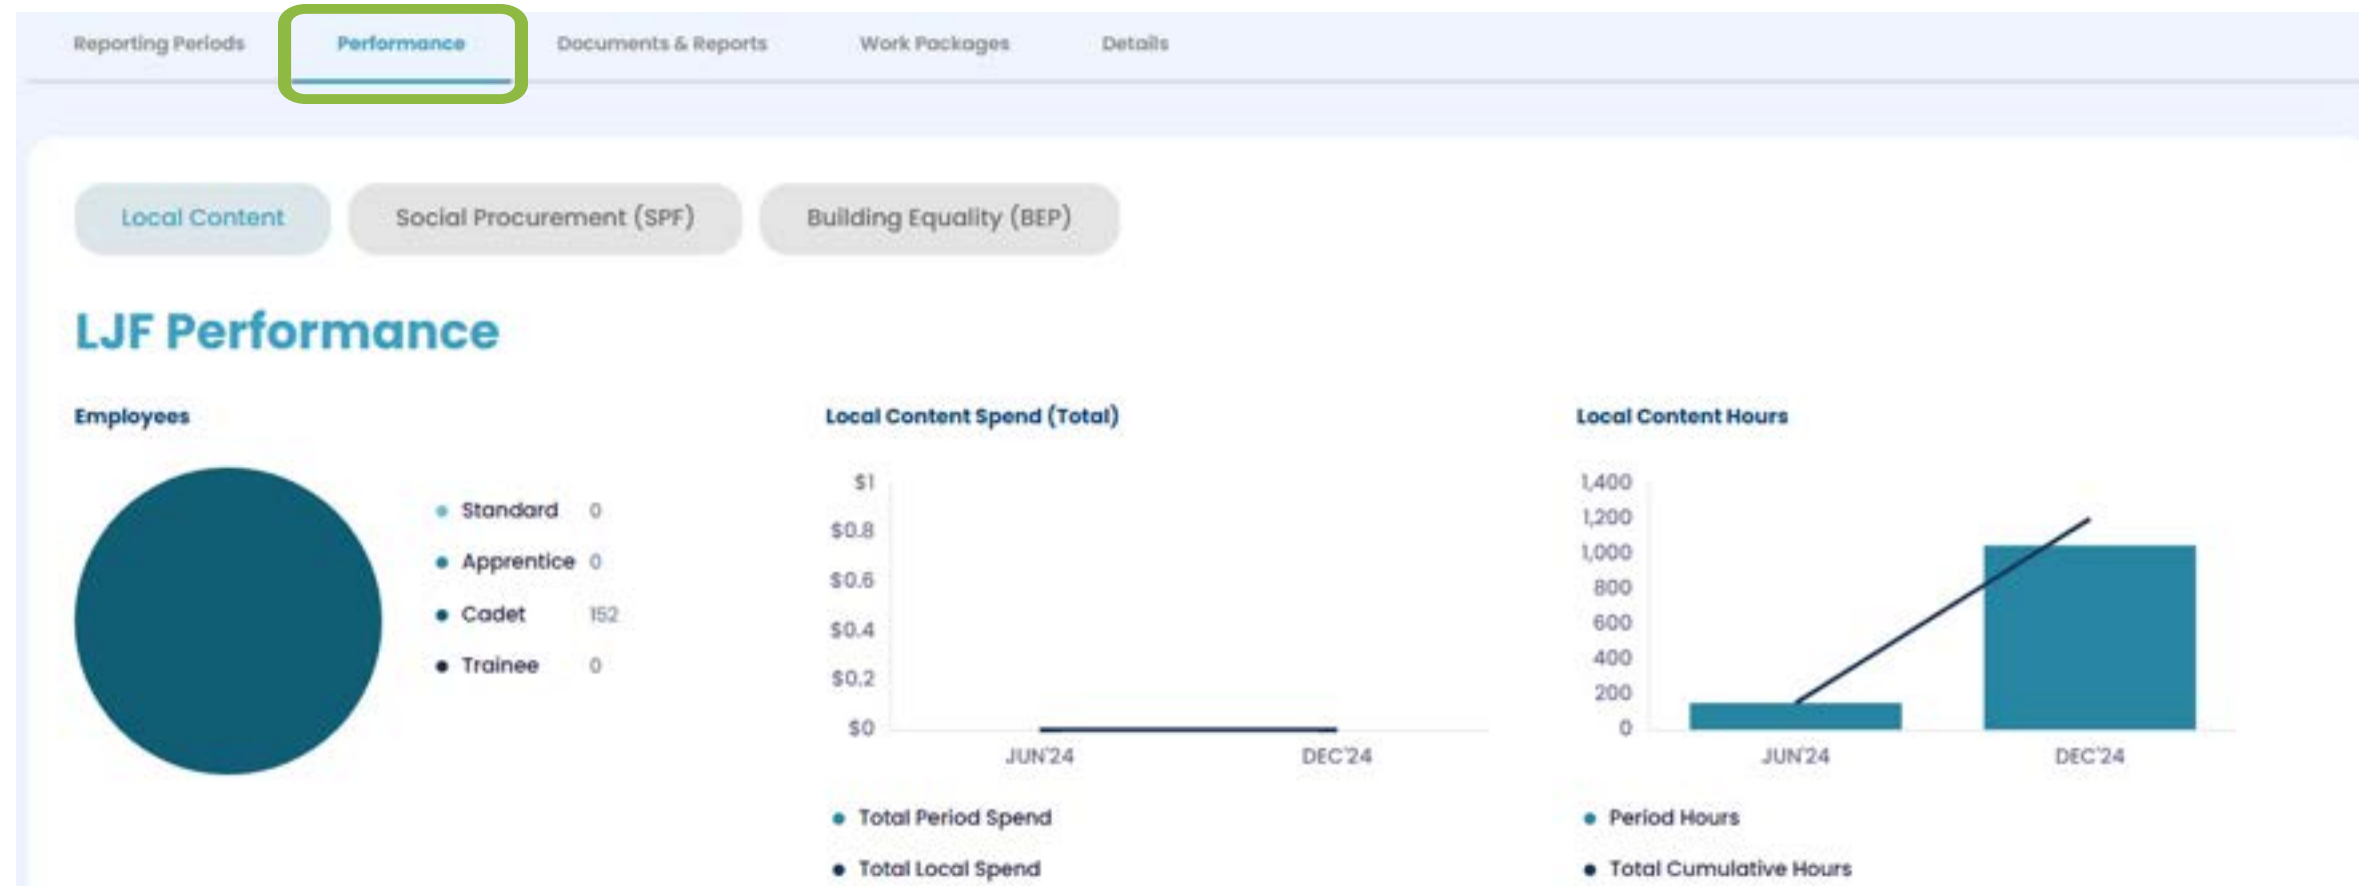 Reporting Periods Performance Documents & Reports Work Packages Details
Local Content Social Procurement (SPF) Building Equality (BEP)
LJF Performance
Employees
Standard 0
Apprentice 0
Cadet 152
Trainee 0
Local Content Spend (Total)
$1
$0.8
$0.6
$0.4
$0.2
$0
JUN'24 DEC'24
Total Period Spend
Total Local Spend
Local Content Hours
1,400
1,200
1,000
800
600
400
200
0
JUN'24 DEC'24
Period Hours
Total Cumulative Hours